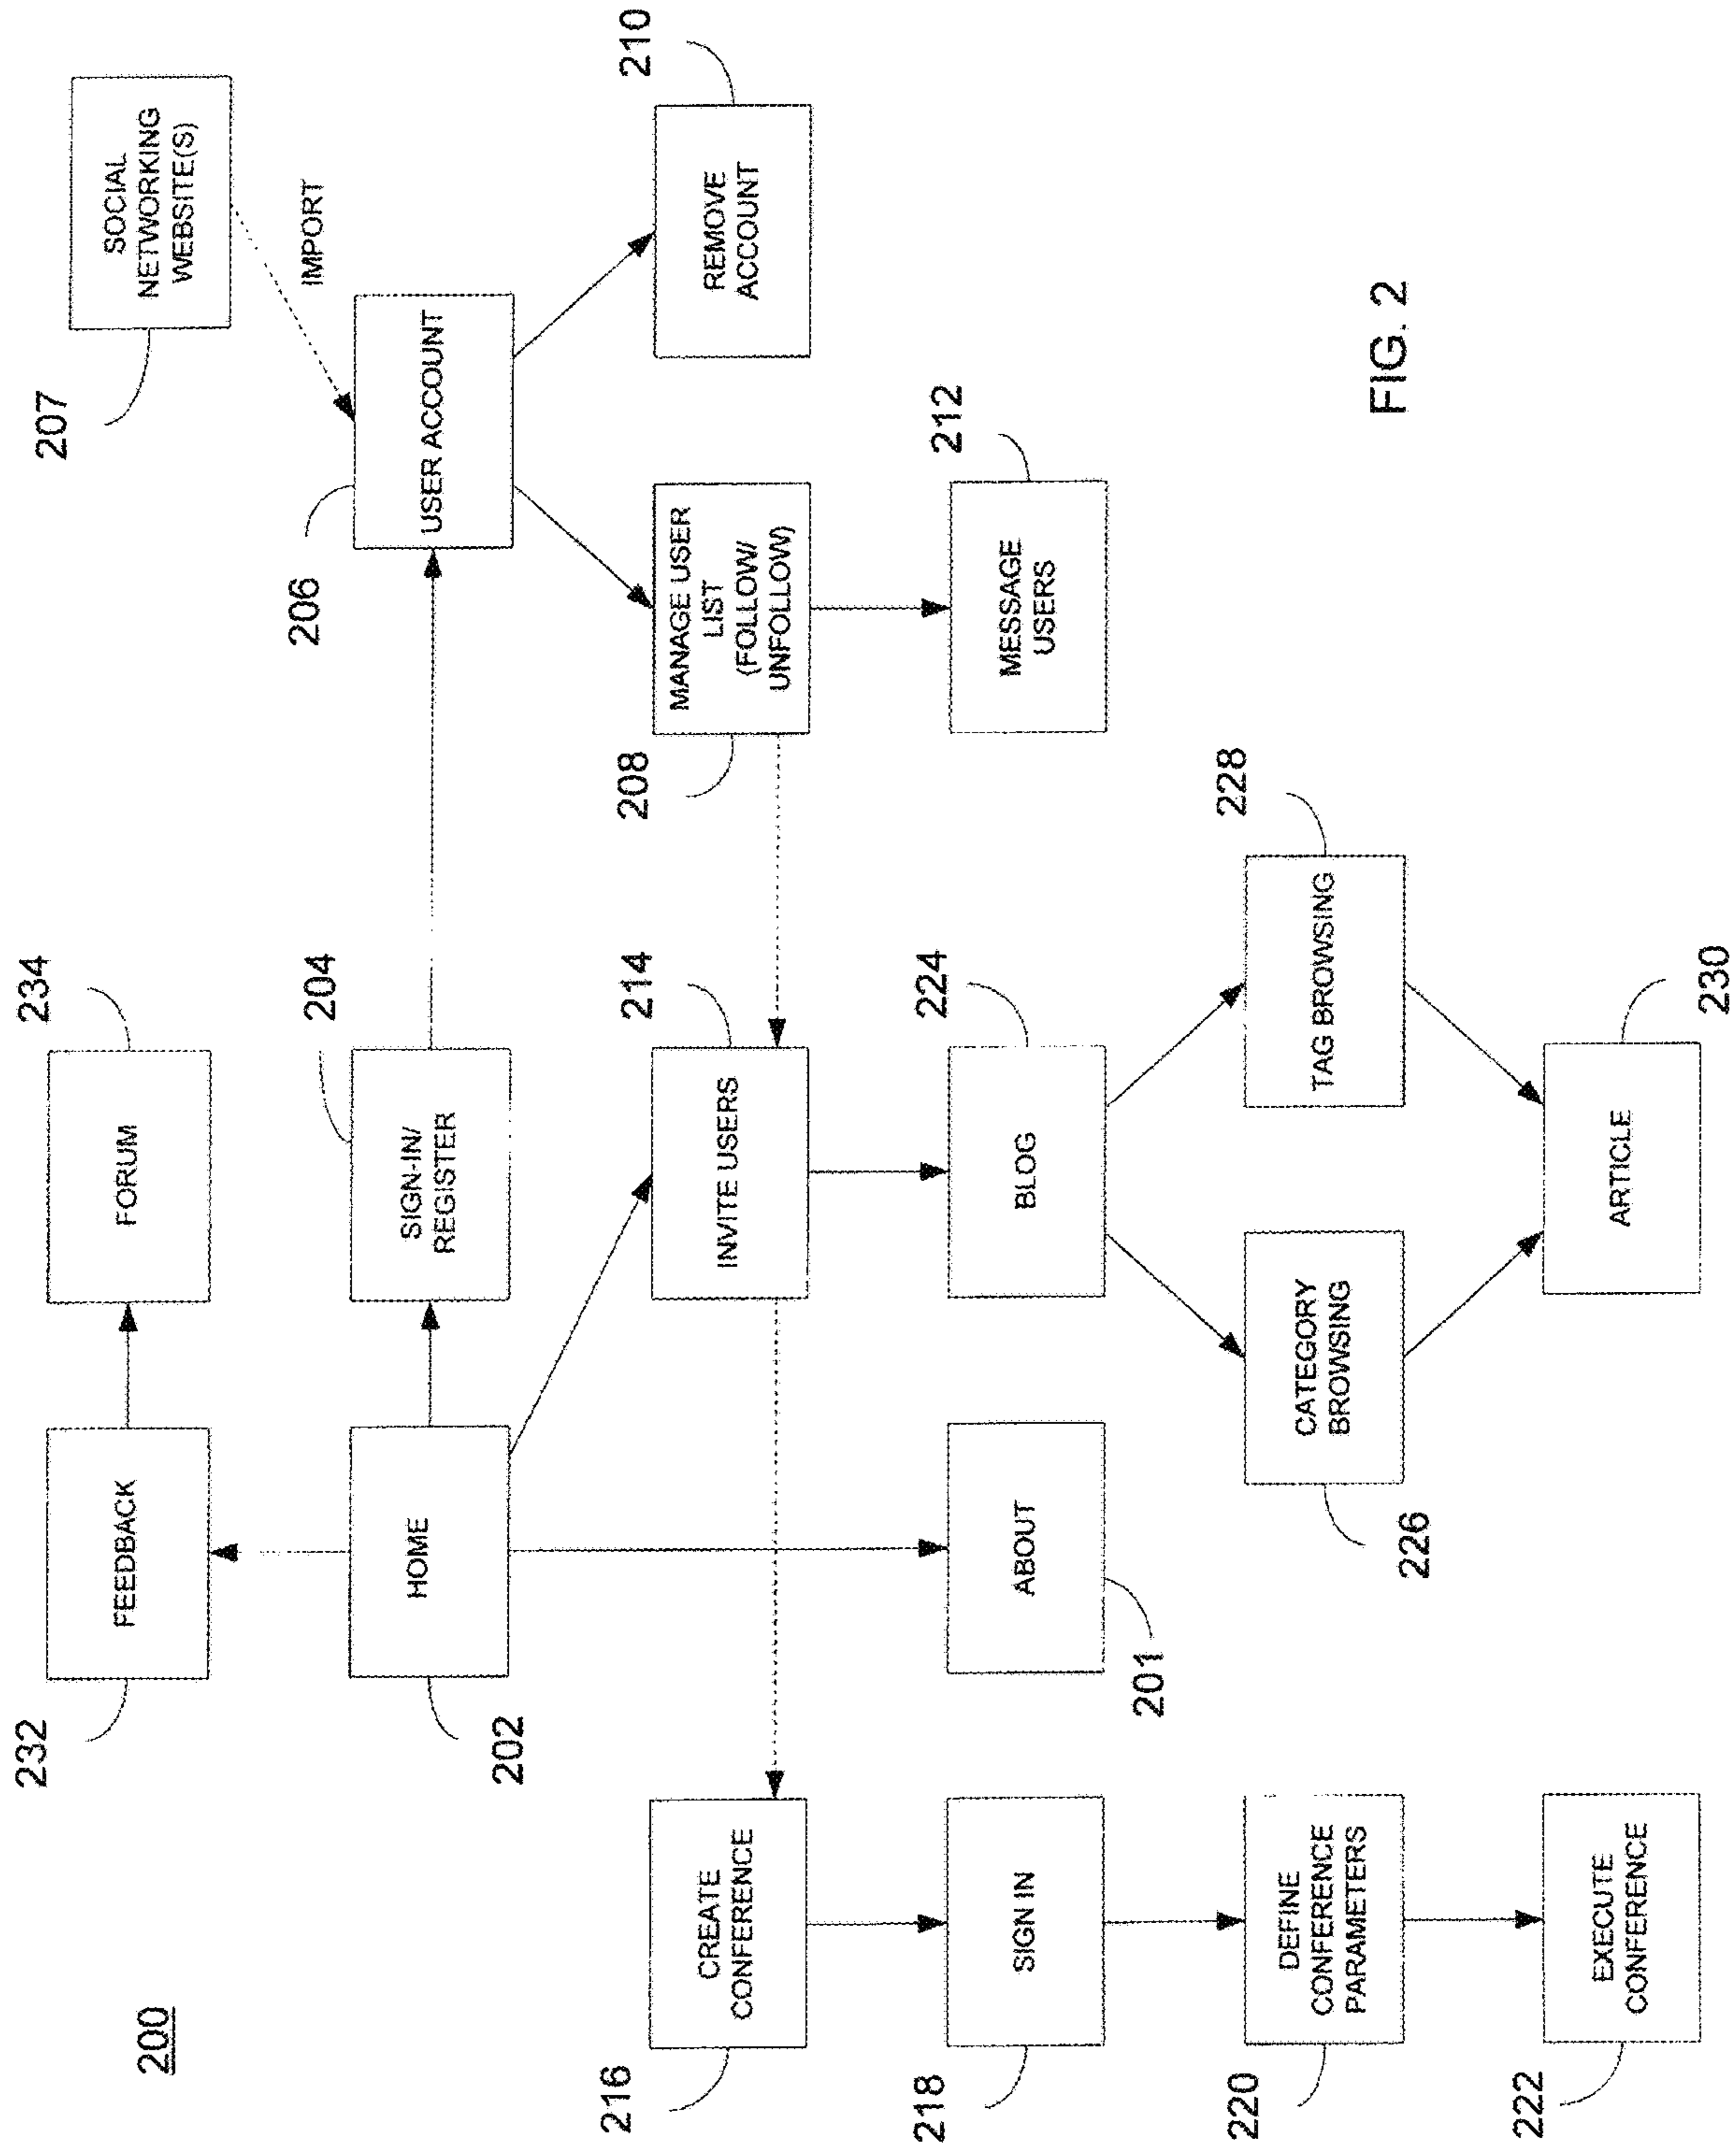 200
232
FEEDBACK
234
FORUM
207
SOCIAL
NETWORKING
WEBSITE(S)
IMPORT
202
HOME
204
SIGN-IN/
REGISTER
206
USER ACCOUNT
216
CREATE
CONFERENCE
214
INVITE USERS
208
MANAGE USER
LIST
(FOLLOW/
UNFOLLOW)
210
REMOVE
ACCOUNT
218
SIGN IN
201
ABOUT
224
BLOG
212
MESSAGE
USERS
220
DEFINE
CONFERENCE
PARAMETERS
226
CATEGORY
BROWSING
228
TAG BROWSING
222
EXECUTE
CONFERENCE
230
ARTICLE
FIG. 2